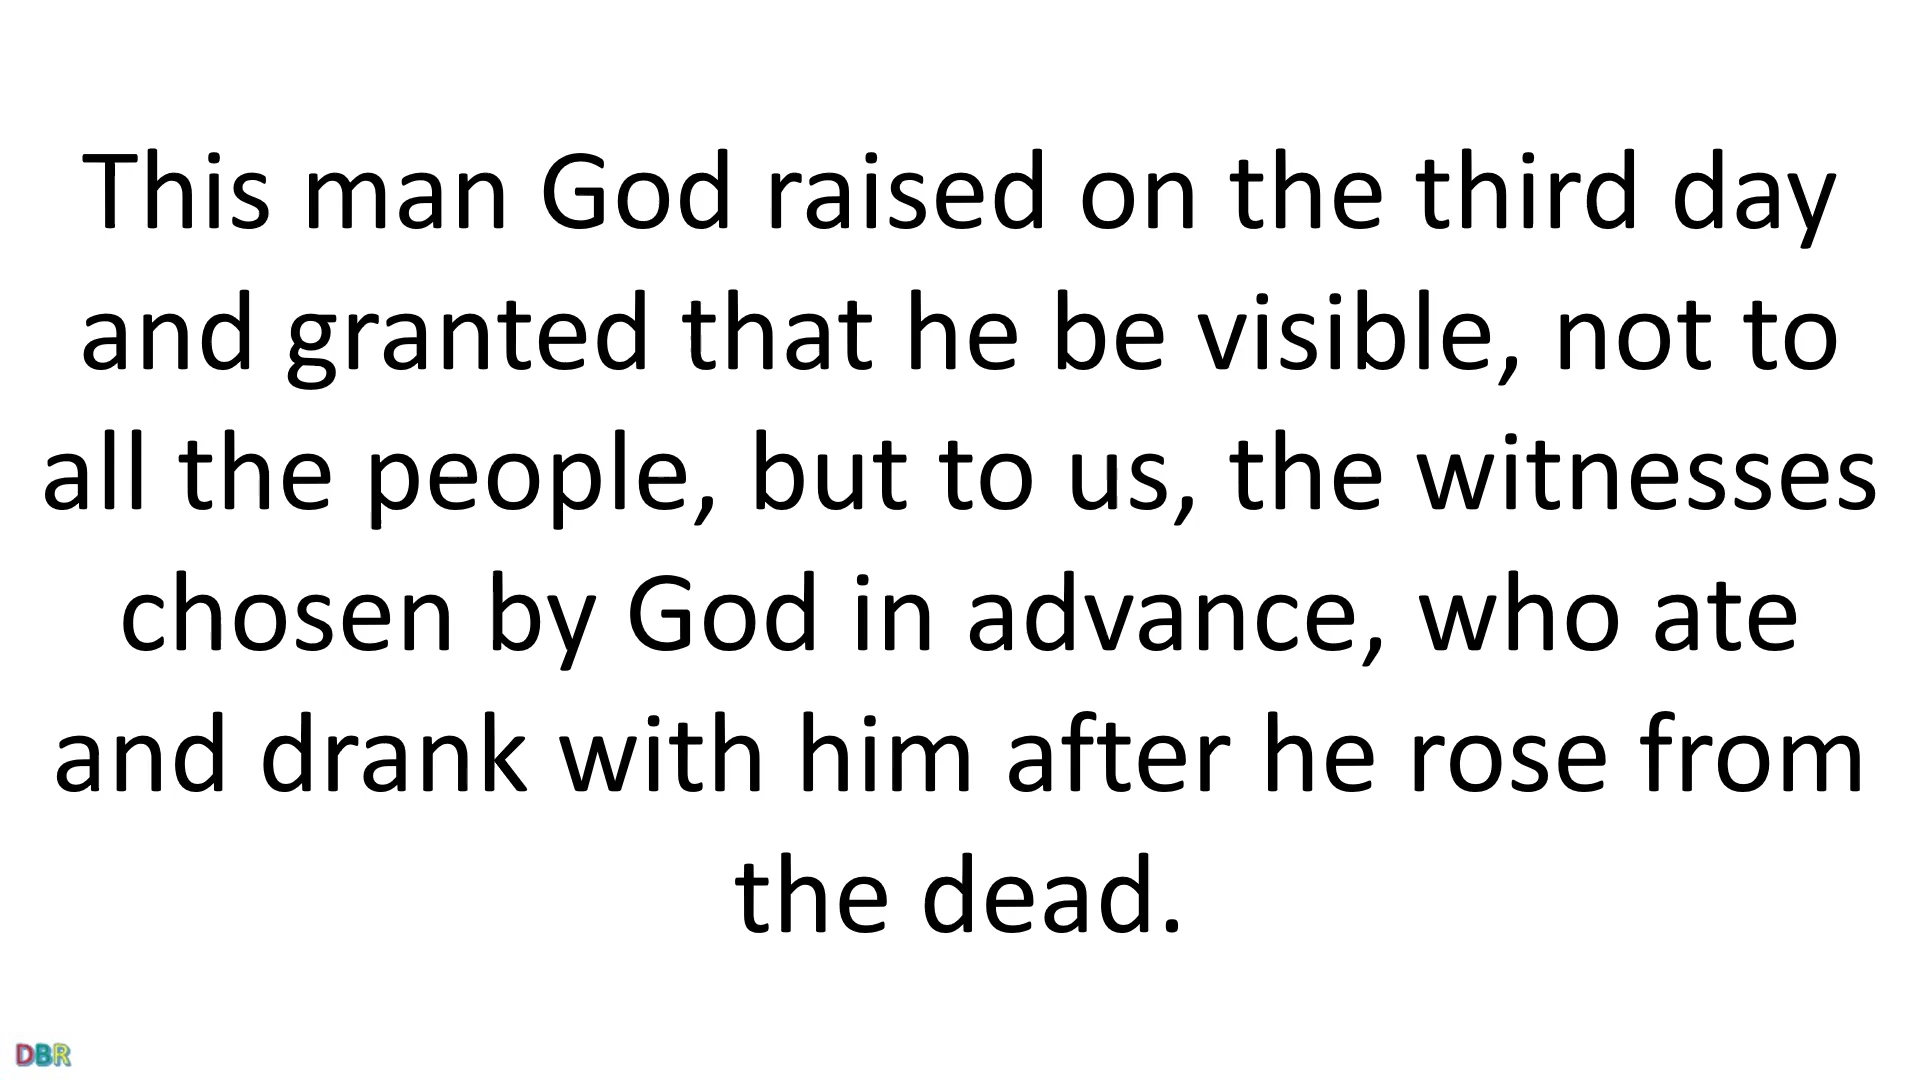 This man God raised on the third day
and granted that he be visible, not to
all the people, but to us, the witnesses
chosen by God in advance, who ate
and drank with him after he rose from
the dead.
DBR